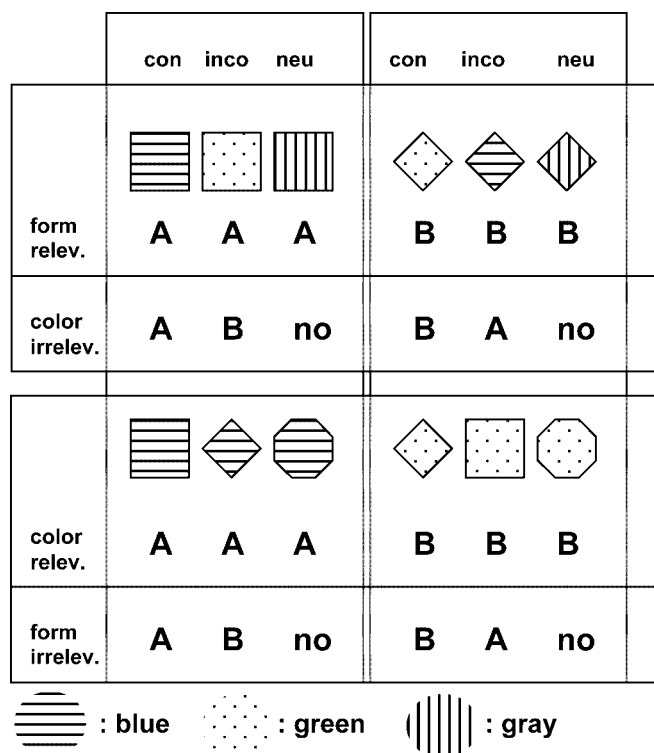 con inco neu con inco neu
form
relev. A A A B B B
color
irrelev. A B no B A no
color
relev. A A A B B B
form
irrelev. A B no B A no
: blue : green : gray